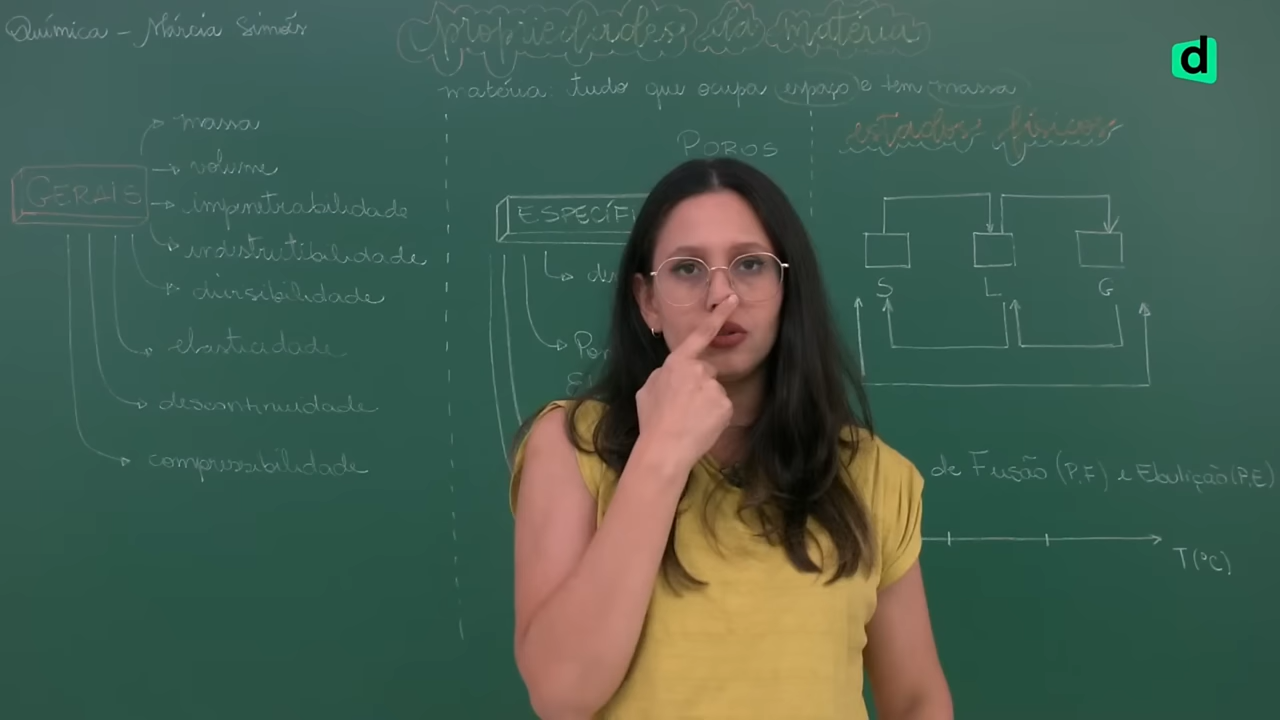 Química - Márcia Simões
propriedades da matéria
matéria: tudo que ocupa espaço e tem massa
GERAIS
massa
volume
impenetrabilidade
indestrutibilidade
divisibilidade
elasticidade
descontinuidade
compressibilidade
POROS
ESPECÍFI
estados físicos
S L G
de Fusão (P.F) e Ebulição (P.E)
T(°C)
d